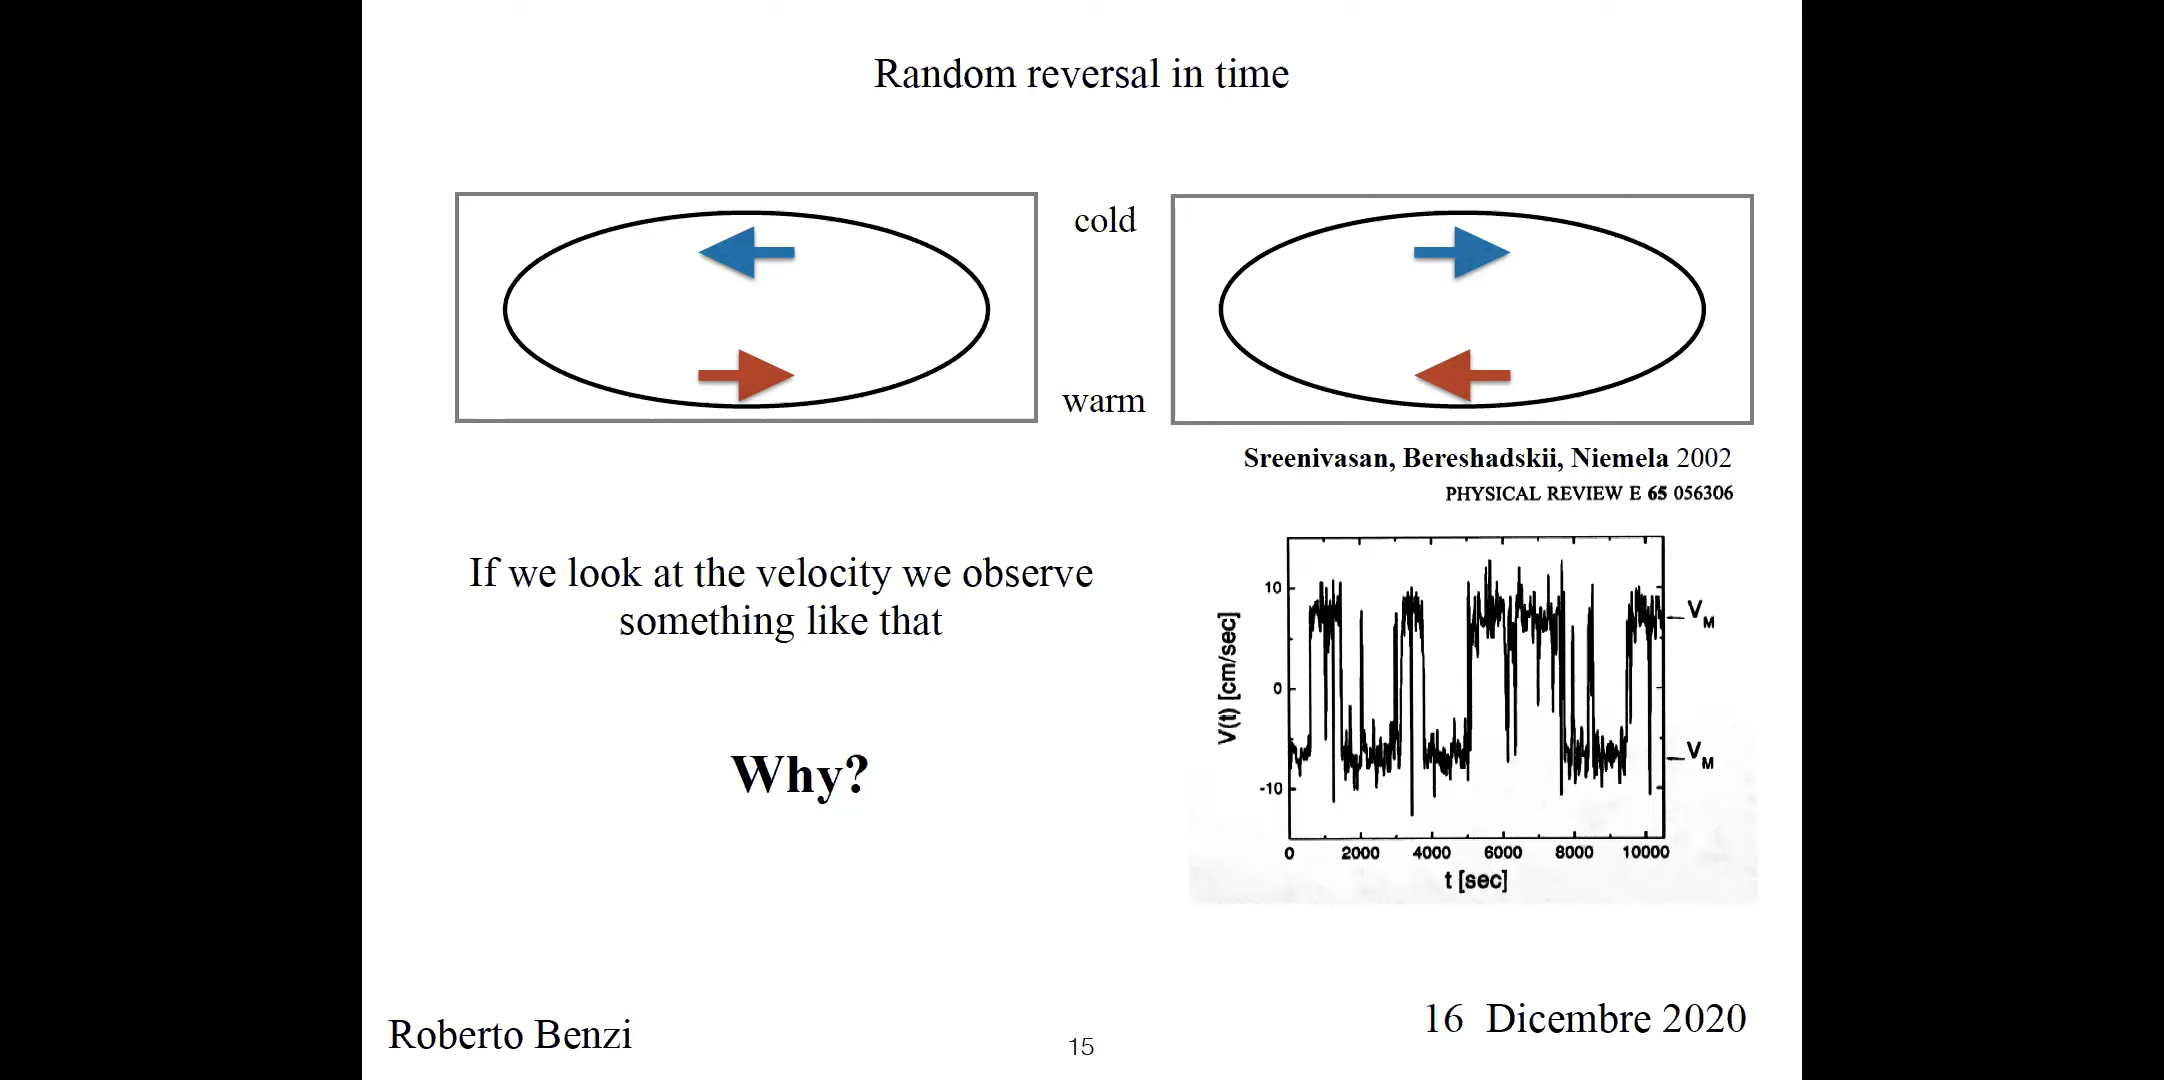 Random reversal in time
cold
warm
Sreenivasan, Bereshadskii, Niemela 2002
PHYSICAL REVIEW E 65 056306
If we look at the velocity we observe
something like that
Why?
V(t) [cm/sec]
10
0
-10
V M
V M
0 2000 4000 6000 8000 10000
t [sec]
Roberto Benzi
15
16 Dicembre 2020